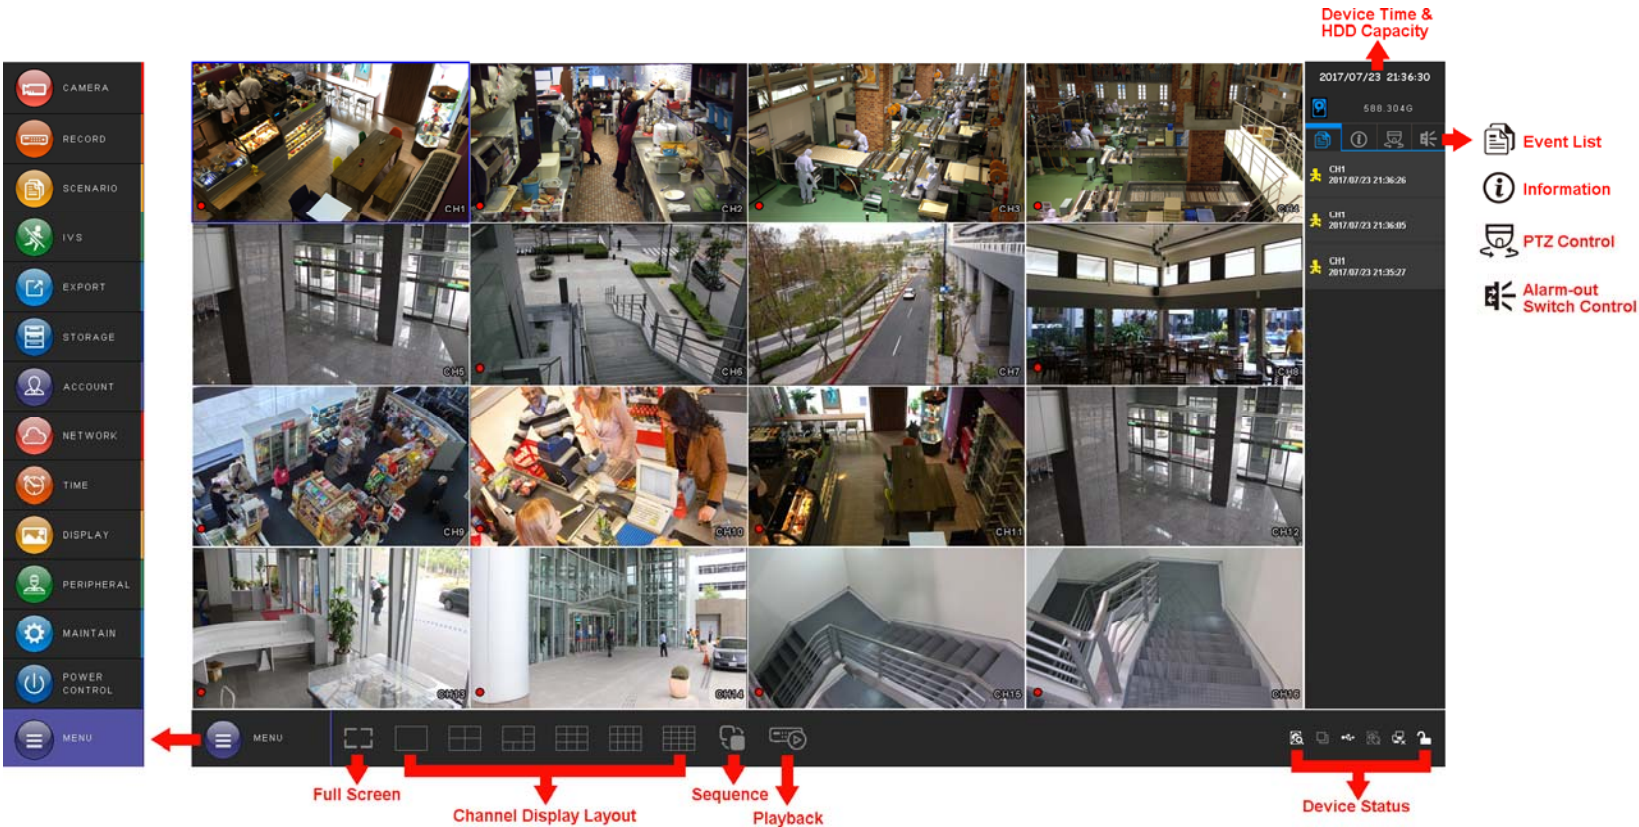 Device Time &
HDD Capacity
2017/07/23 21:36:30
588.304G
Event List
Information
PTZ Control
Alarm-out
Switch Control
CH1
2017/07/23 21:36:26
CH1
2017/07/23 21:36:05
CH1
2017/07/23 21:35:27
CAMERA
RECORD
SCENARIO
IVS
EXPORT
STORAGE
ACCOUNT
NETWORK
TIME
DISPLAY
PERIPHERAL
MAINTAIN
POWER
CONTROL
MENU
CH1
CH2
CH3
CH4
CH5
CH6
CH7
CH8
CH9
CH10
CH11
CH12
CH13
CH14
CH15
CH16
MENU
Full Screen
Channel Display Layout
Sequence
Playback
Device Status